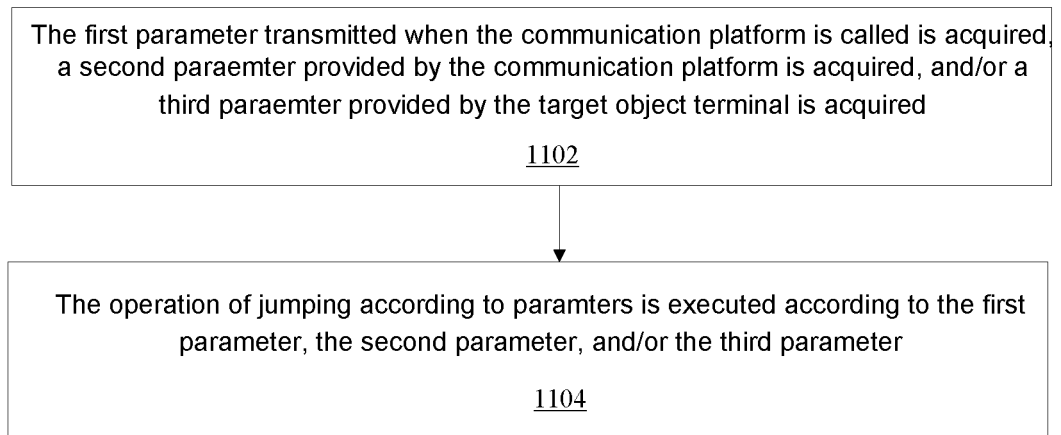 The first parameter transmitted when the communication platform is called is acquired,
a second paraemter provided by the communication platform is acquired, and/or a
third paraemter provided by the target object terminal is acquired
1102
The operation of jumping according to paramters is executed according to the first
parameter, the second parameter, and/or the third parameter
1104